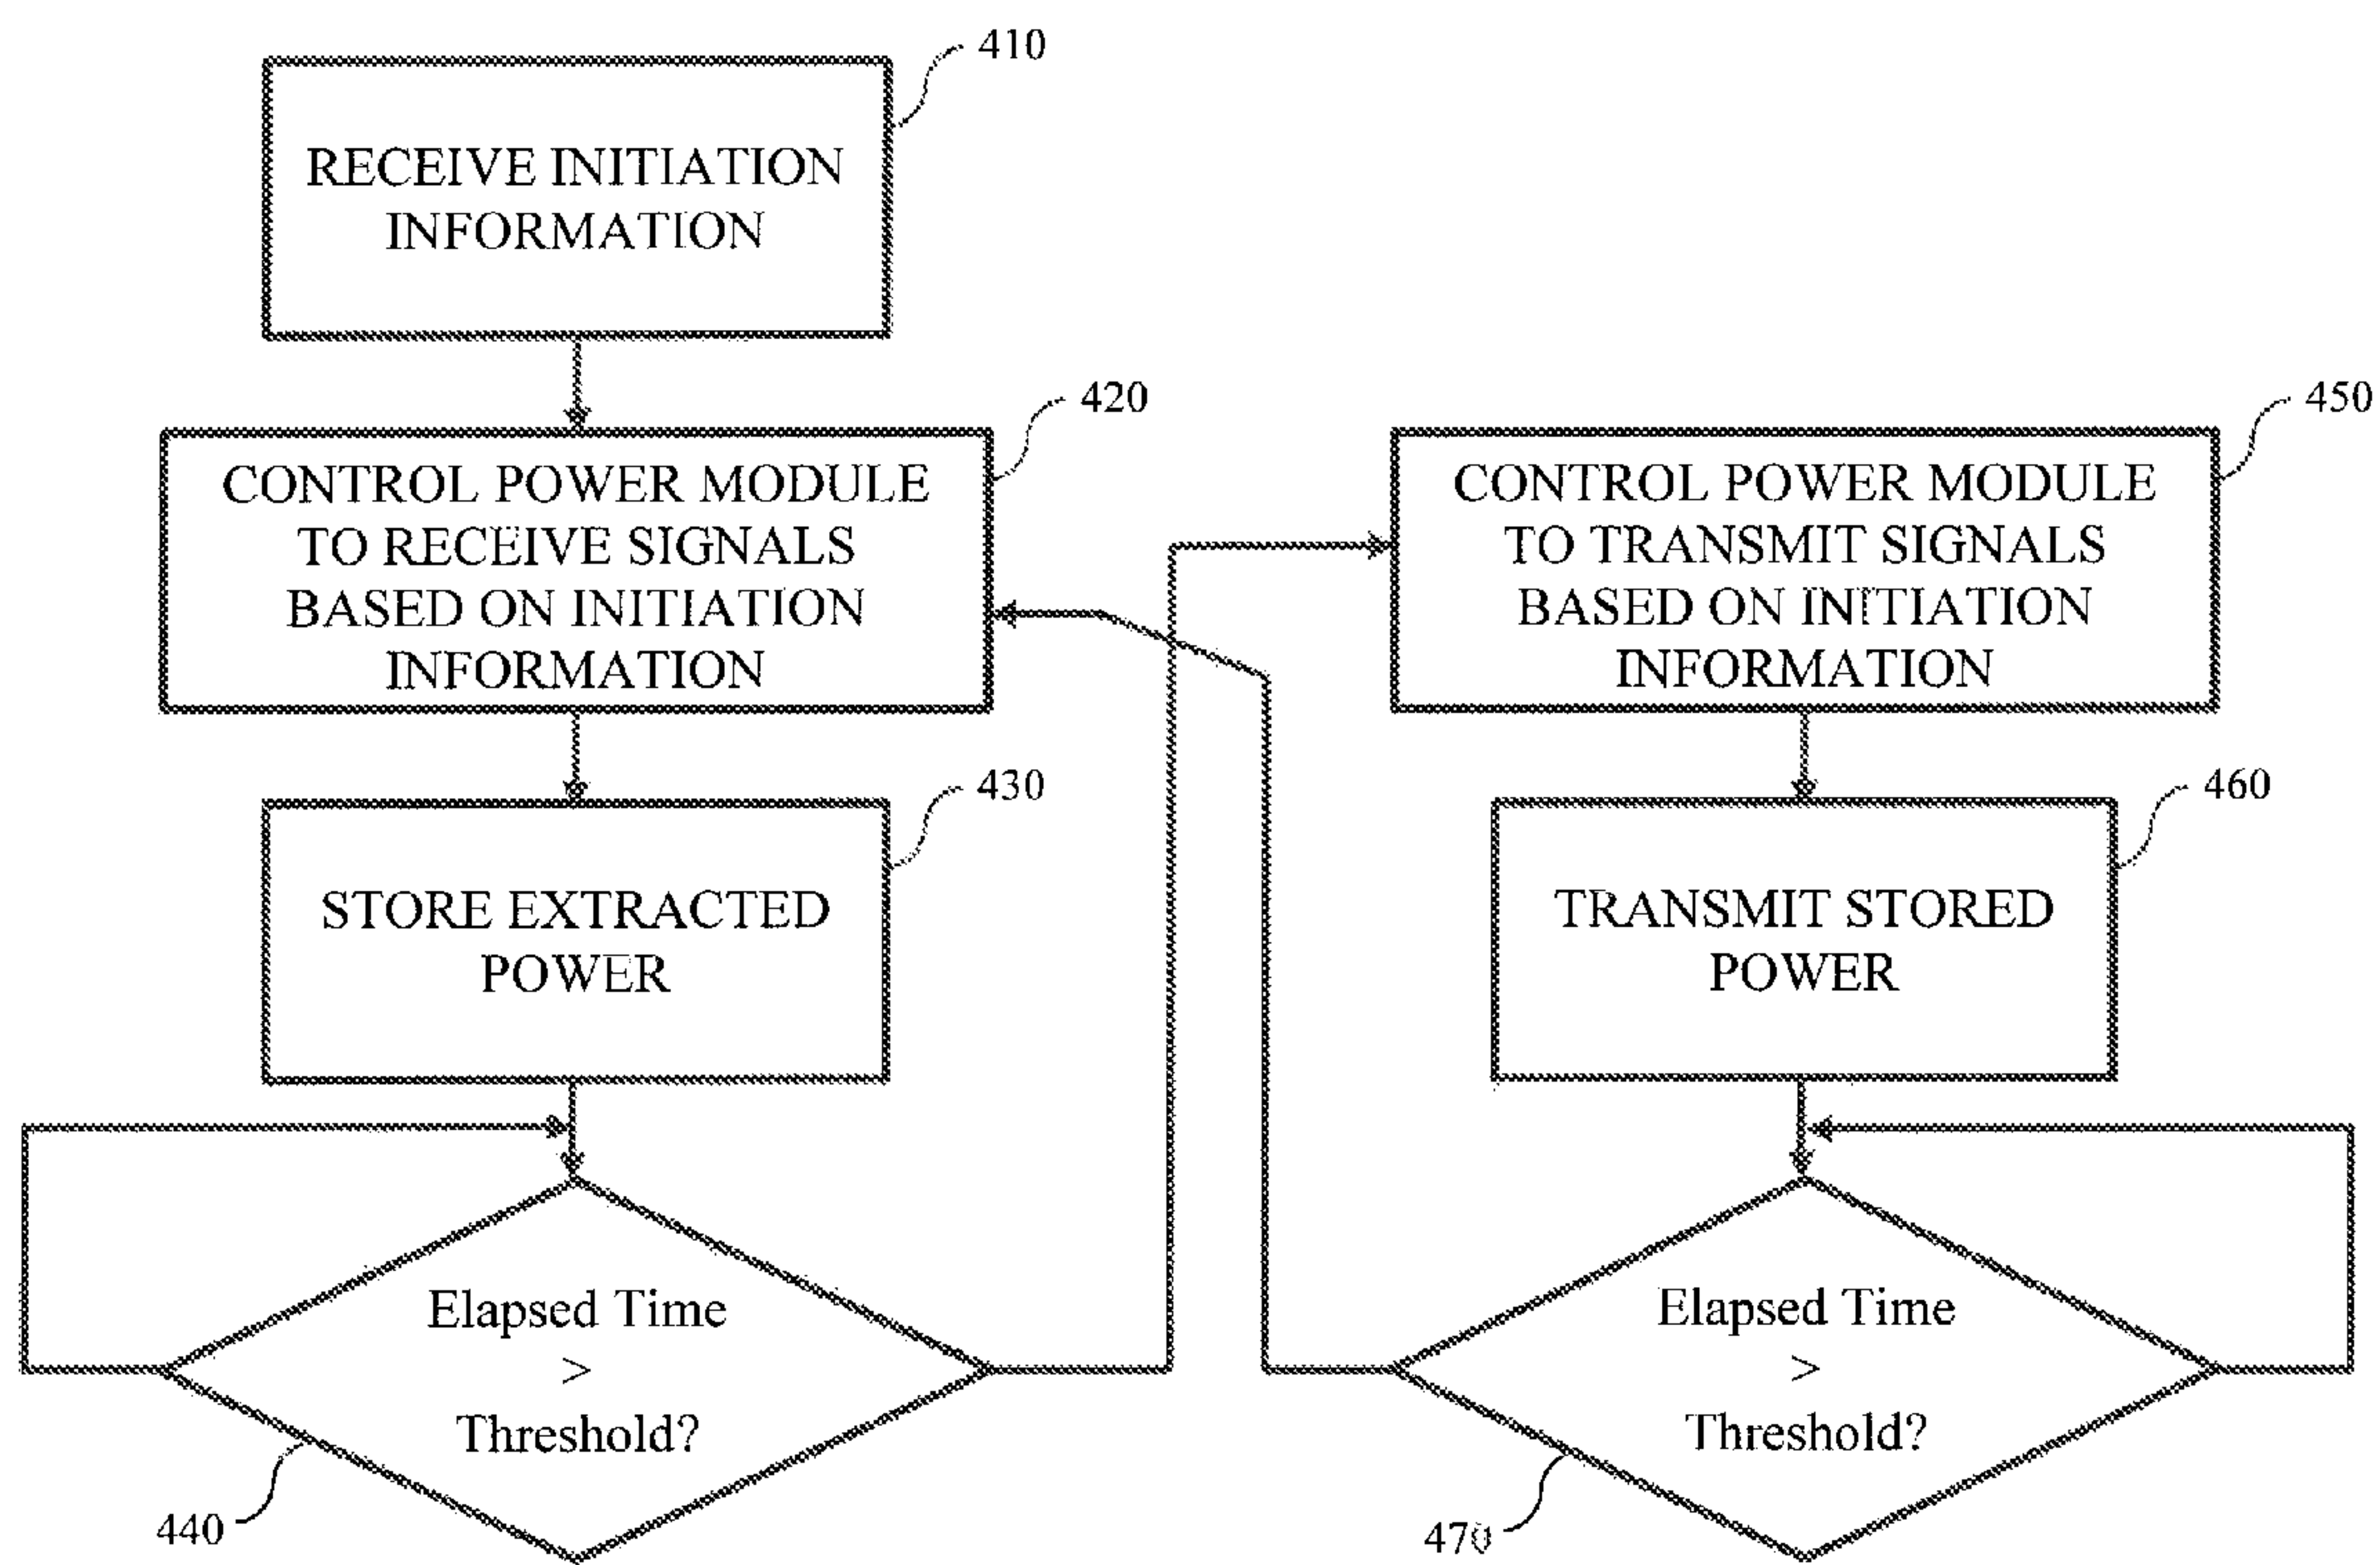 410
RECEIVE INITIATION
INFORMATION
420
CONTROL POWER MODULE
TO RECEIVE SIGNALS
BASED ON INITIATION
INFORMATION
430
STORE EXTRACTED
POWER
Elapsed Time
>
Threshold?
440
450
CONTROL POWER MODULE
TO TRANSMIT SIGNALS
BASED ON INITIATION
INFORMATION
460
TRANSMIT STORED
POWER
Elapsed Time
>
Threshold?
470